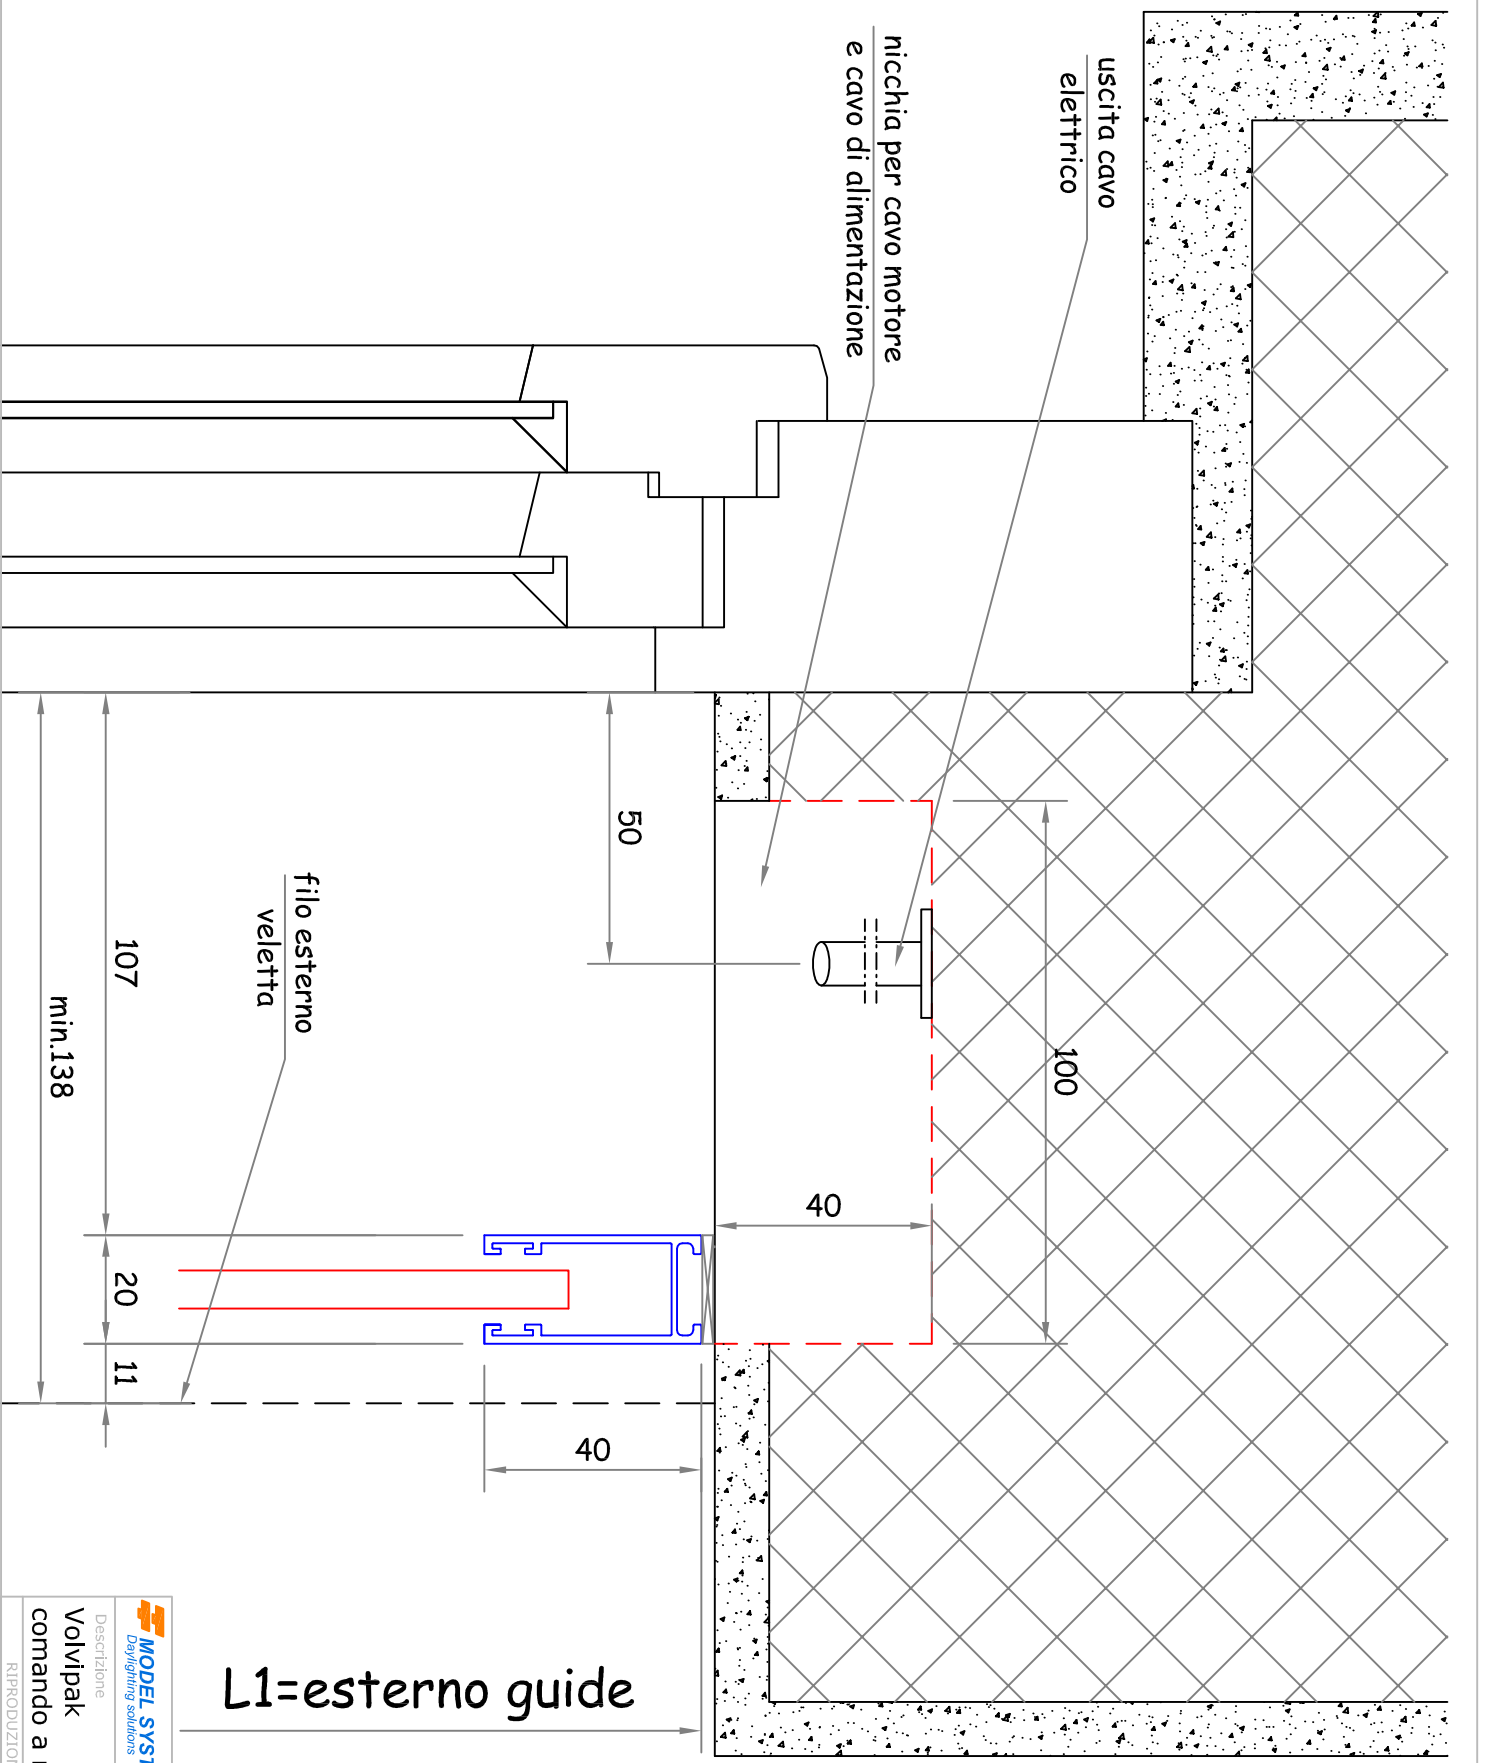 uscita cavo
elettrico
nicchia per cavo motore
e cavo di alimentazione
50
100
40
filo esterno
veletta
107
20
11
min.138
40
L1=esterno guide
MODEL SYST
Daylighting solutions
Descrizione
Volvipak
comando a